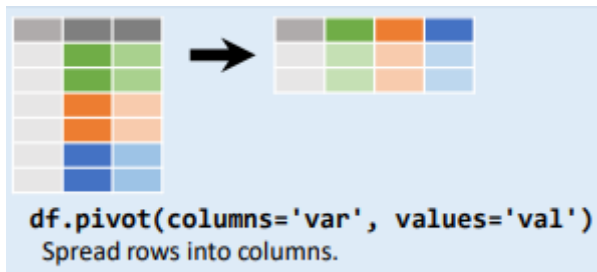 df.pivot(columns='var', values='val')
Spread rows into columns.